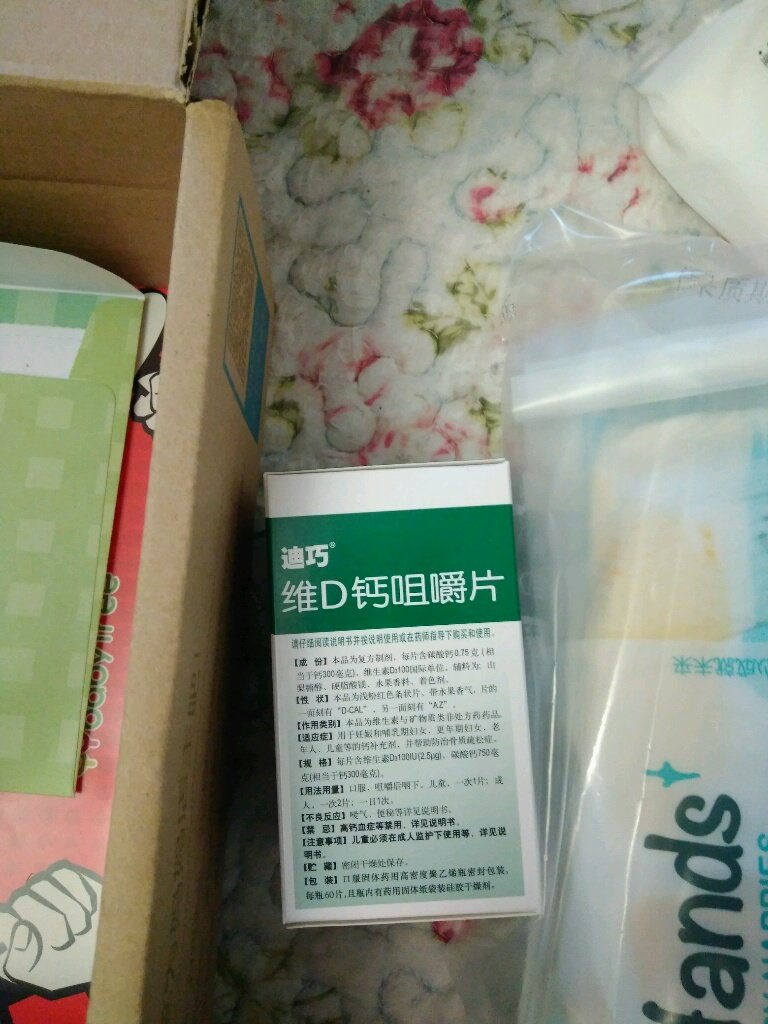 迪巧®
维D钙咀嚼片
请仔细阅读说明书并按说明使用或在药师指导下购买和使用。
【成 份】本品为复方制剂，每片含碳酸钙0.75克(相
当于钙300毫克)，维生素D₃100国际单位。辅料为：山
梨糖醇、硬脂酸镁、水果香料、着色剂。
【性 状】本品为浅粉红色条状片，带水果香气，片的
一面刻有“D-CAL”，另一面刻有“AZ”。
【作用类别】本品为维生素与矿物质类非处方药药品。
【适应症】用于妊娠和哺乳期妇女、更年期妇女、老
年人、儿童等的钙补充剂，并帮助防治骨质疏松症。
【规 格】每片含维生素D₃100IU(2.5μg)、碳酸钙750毫
克(相当于钙300毫克)。
【用法用量】口服，咀嚼后咽下。儿童，一次1片；成
人，一次2片；一日1次。
【不良反应】嗳气、便秘等详见说明书。
【禁 忌】高钙血症等禁用，详见说明书。
【注意事项】儿童必须在成人监护下使用等，详见说
明书。
【贮 藏】密闭干燥处保存。
【包 装】口服固体药用高密度聚乙烯瓶密封包装，
每瓶60片，且瓶内有药用固体纸袋装硅胶干燥剂。
ands